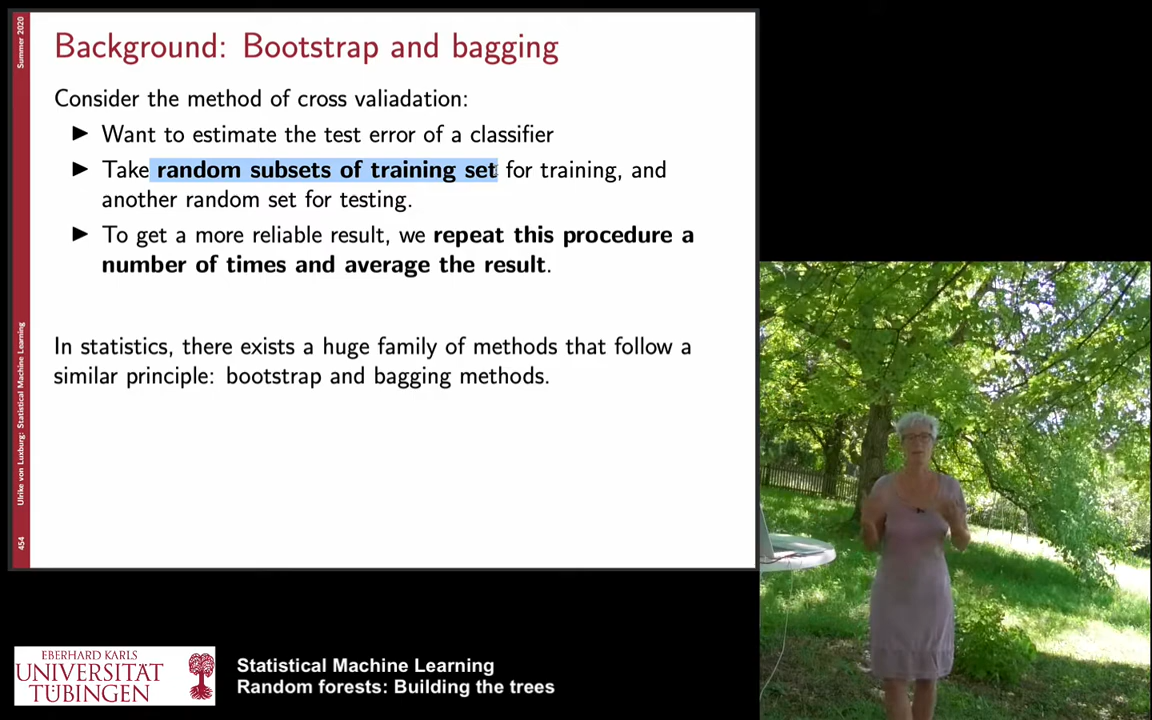 Summer 2020
Background: Bootstrap and bagging
Consider the method of cross valiadation:
Want to estimate the test error of a classifier
Take random subsets of training set for training, and
another random set for testing.
To get a more reliable result, we repeat this procedure a
number of times and average the result.
In statistics, there exists a huge family of methods that follow a
similar principle: bootstrap and bagging methods.
Ulrike von Luxburg: Statistical Machine Learning
454
EBERHARD KARLS
UNIVERSITÄT
TÜBINGEN
Statistical Machine Learning
Random forests: Building the trees